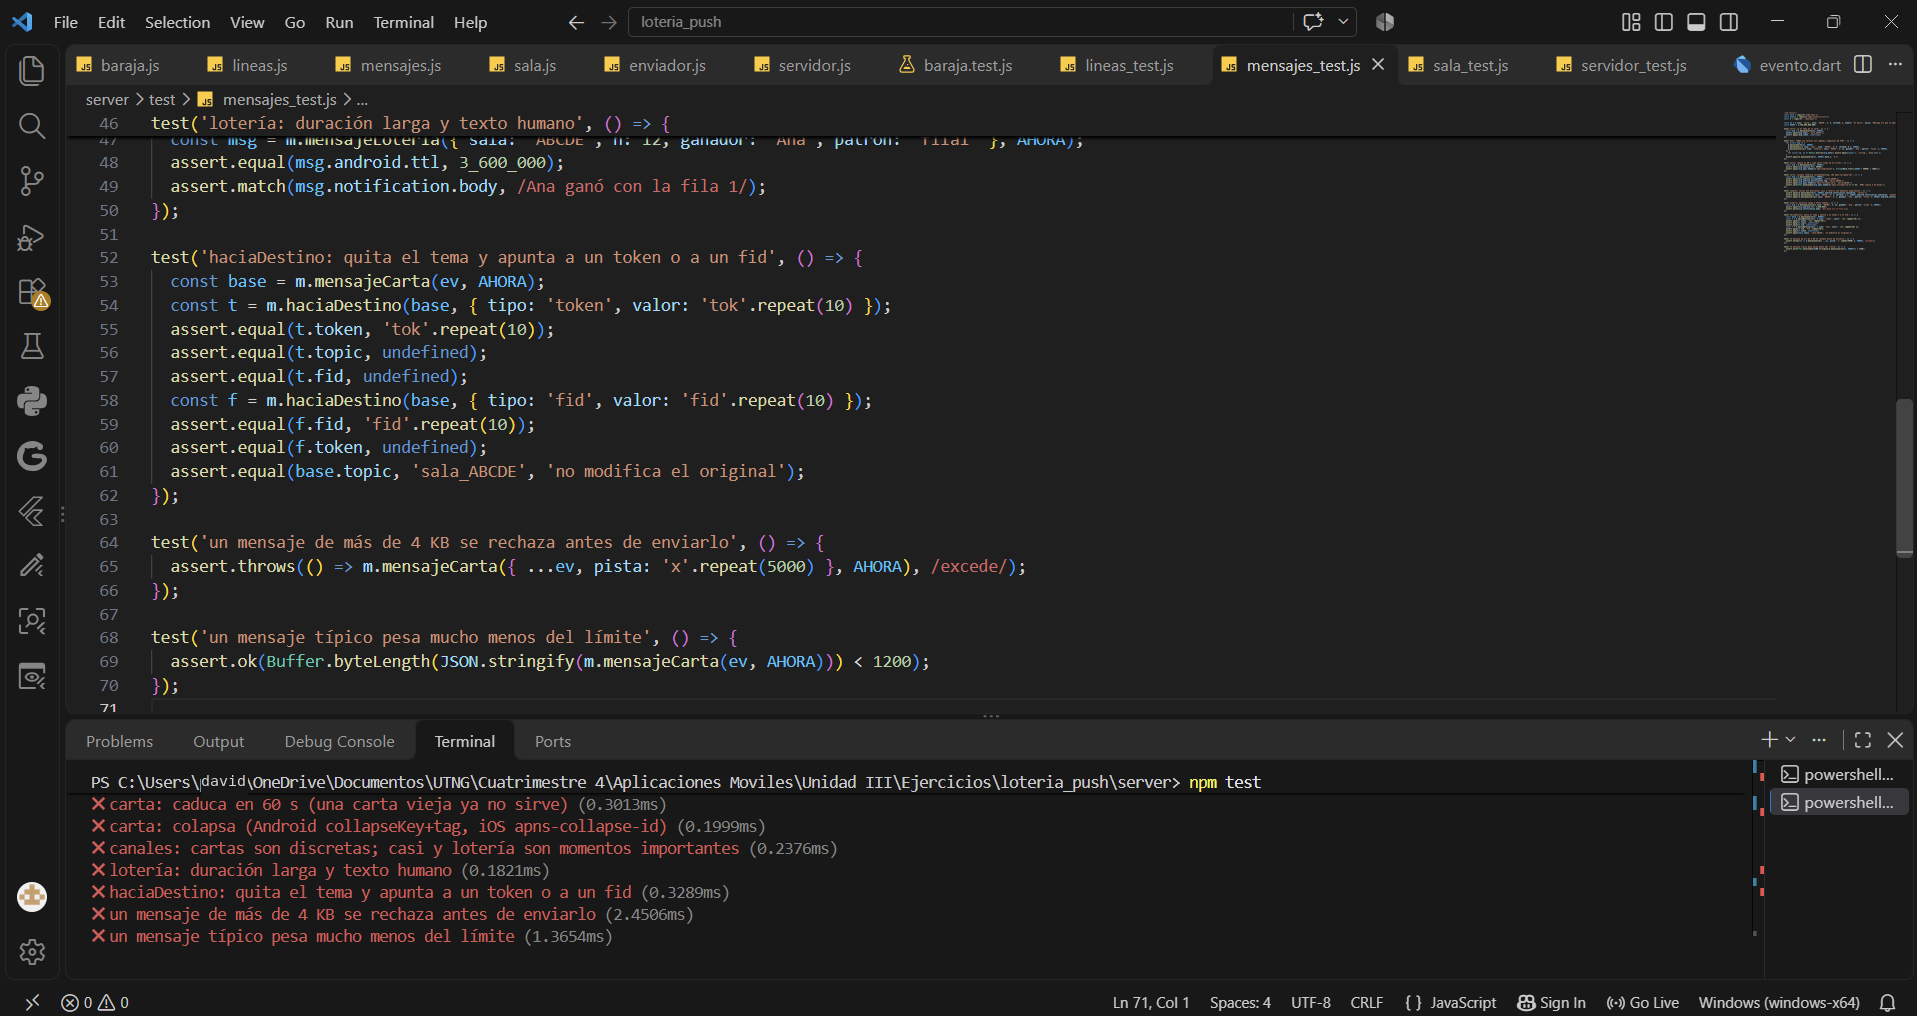 File Edit Selection View Go Run Terminal Help
loteria_push
baraja.js lineas.js mensajes.js sala.js enviador.js servidor.js baraja.test.js lineas_test.js mensajes_test.js sala_test.js servidor_test.js evento.dart
server > test > mensajes_test.js > ...
46 test('lotería: duración larga y texto humano', () => {
47 const msg = m.mensajeLoteria({ sala: 'ABCDE', n: 12, ganador: 'Ana', patron: 'fila1' }, AHORA);
48 assert.equal(msg.android.ttl, 3_600_000);
49 assert.match(msg.notification.body, /Ana ganó con la fila 1/);
50 });
51
52 test('haciaDestino: quita el tema y apunta a un token o a un fid', () => {
53 const base = m.mensajeCarta(ev, AHORA);
54 const t = m.haciaDestino(base, { tipo: 'token', valor: 'tok'.repeat(10) });
55 assert.equal(t.token, 'tok'.repeat(10));
56 assert.equal(t.topic, undefined);
57 assert.equal(t.fid, undefined);
58 const f = m.haciaDestino(base, { tipo: 'fid', valor: 'fid'.repeat(10) });
59 assert.equal(f.fid, 'fid'.repeat(10));
60 assert.equal(f.token, undefined);
61 assert.equal(base.topic, 'sala_ABCDE', 'no modifica el original');
62 });
63
64 test('un mensaje de más de 4 KB se rechaza antes de enviarlo', () => {
65 assert.throws(() => m.mensajeCarta({ ...ev, pista: 'x'.repeat(5000) }, AHORA), /excede/);
66 });
67
68 test('un mensaje típico pesa mucho menos del límite', () => {
69 assert.ok(Buffer.byteLength(JSON.stringify(m.mensajeCarta(ev, AHORA))) < 1200);
70 });
71
Problems Output Debug Console Terminal Ports
PS C:\Users\david\OneDrive\Documentos\UTNG\Cuatrimestre 4\Aplicaciones Moviles\Unidad III\Ejercicios\loteria_push\server> npm test
carta: caduca en 60 s (una carta vieja ya no sirve) (0.3013ms)
carta: colapsa (Android collapseKey+tag, iOS apns-collapse-id) (0.1999ms)
canales: cartas son discretas; casi y lotería son momentos importantes (0.2376ms)
lotería: duración larga y texto humano (0.1821ms)
haciaDestino: quita el tema y apunta a un token o a un fid (0.3289ms)
un mensaje de más de 4 KB se rechaza antes de enviarlo (2.4506ms)
un mensaje típico pesa mucho menos del límite (1.3654ms)
powershell...
powershell...
0 0 Ln 71, Col 1 Spaces: 4 UTF-8 CRLF { } JavaScript Sign In Go Live Windows (windows-x64)